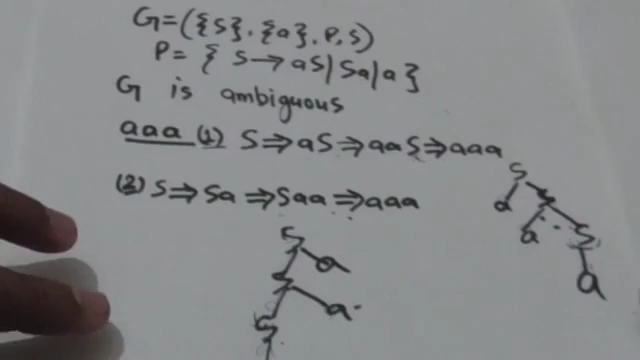 G=({S},{a},P,S)
P={S→aS|Sa|a}
G is ambiguous
aaa (1) S⇒aS⇒aaS⇒aaa
(2) S⇒Sa⇒Saa⇒aaa
S
a S
a S
a
S
S a
S a